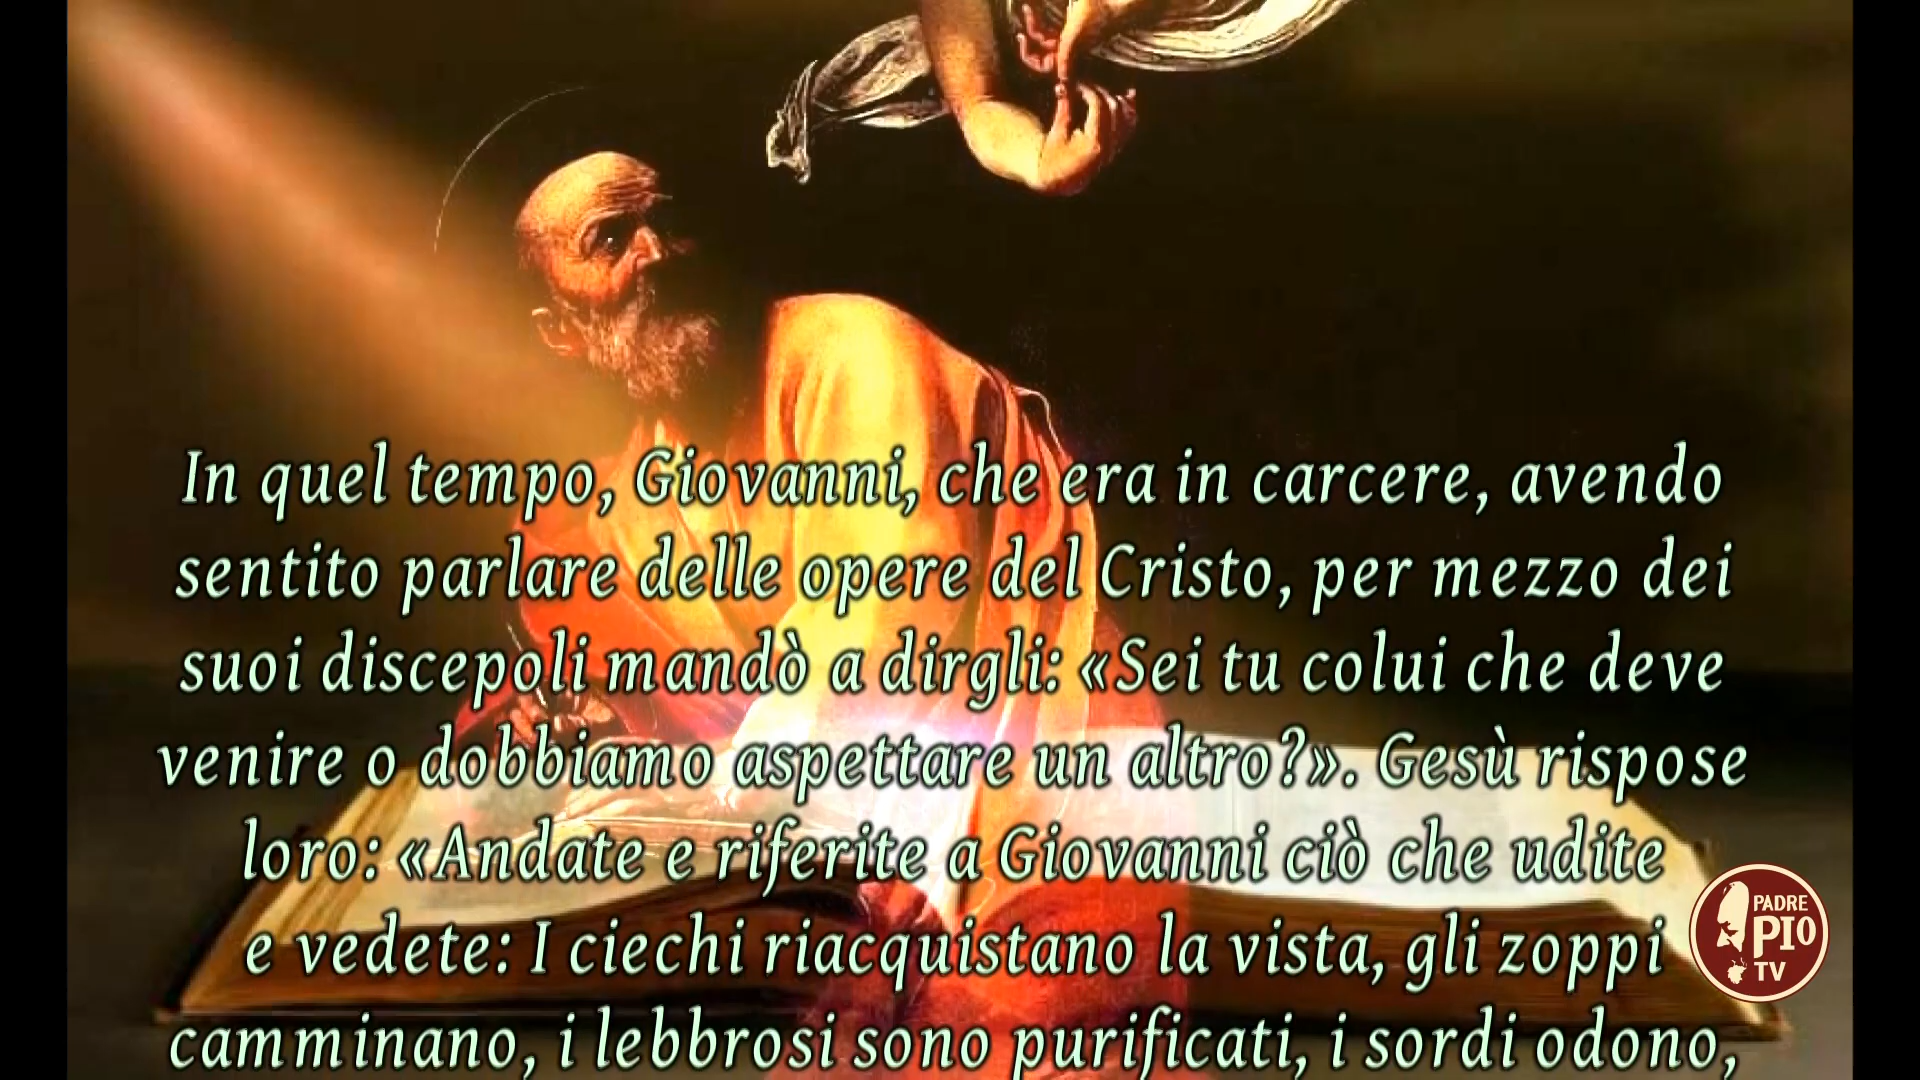 In quel tempo, Giovanni, che era in carcere, avendo
sentito parlare delle opere del Cristo, per mezzo dei
suoi discepoli mandò a dirgli: «Sei tu colui che deve
venire o dobbiamo aspettare un altro?». Gesù rispose
loro: «Andate e riferite a Giovanni ciò che udite
e vedete: I ciechi riacquistano la vista, gli zoppi
camminano, i lebbrosi sono purificati, i sordi odono,
PADRE
PIO
TV